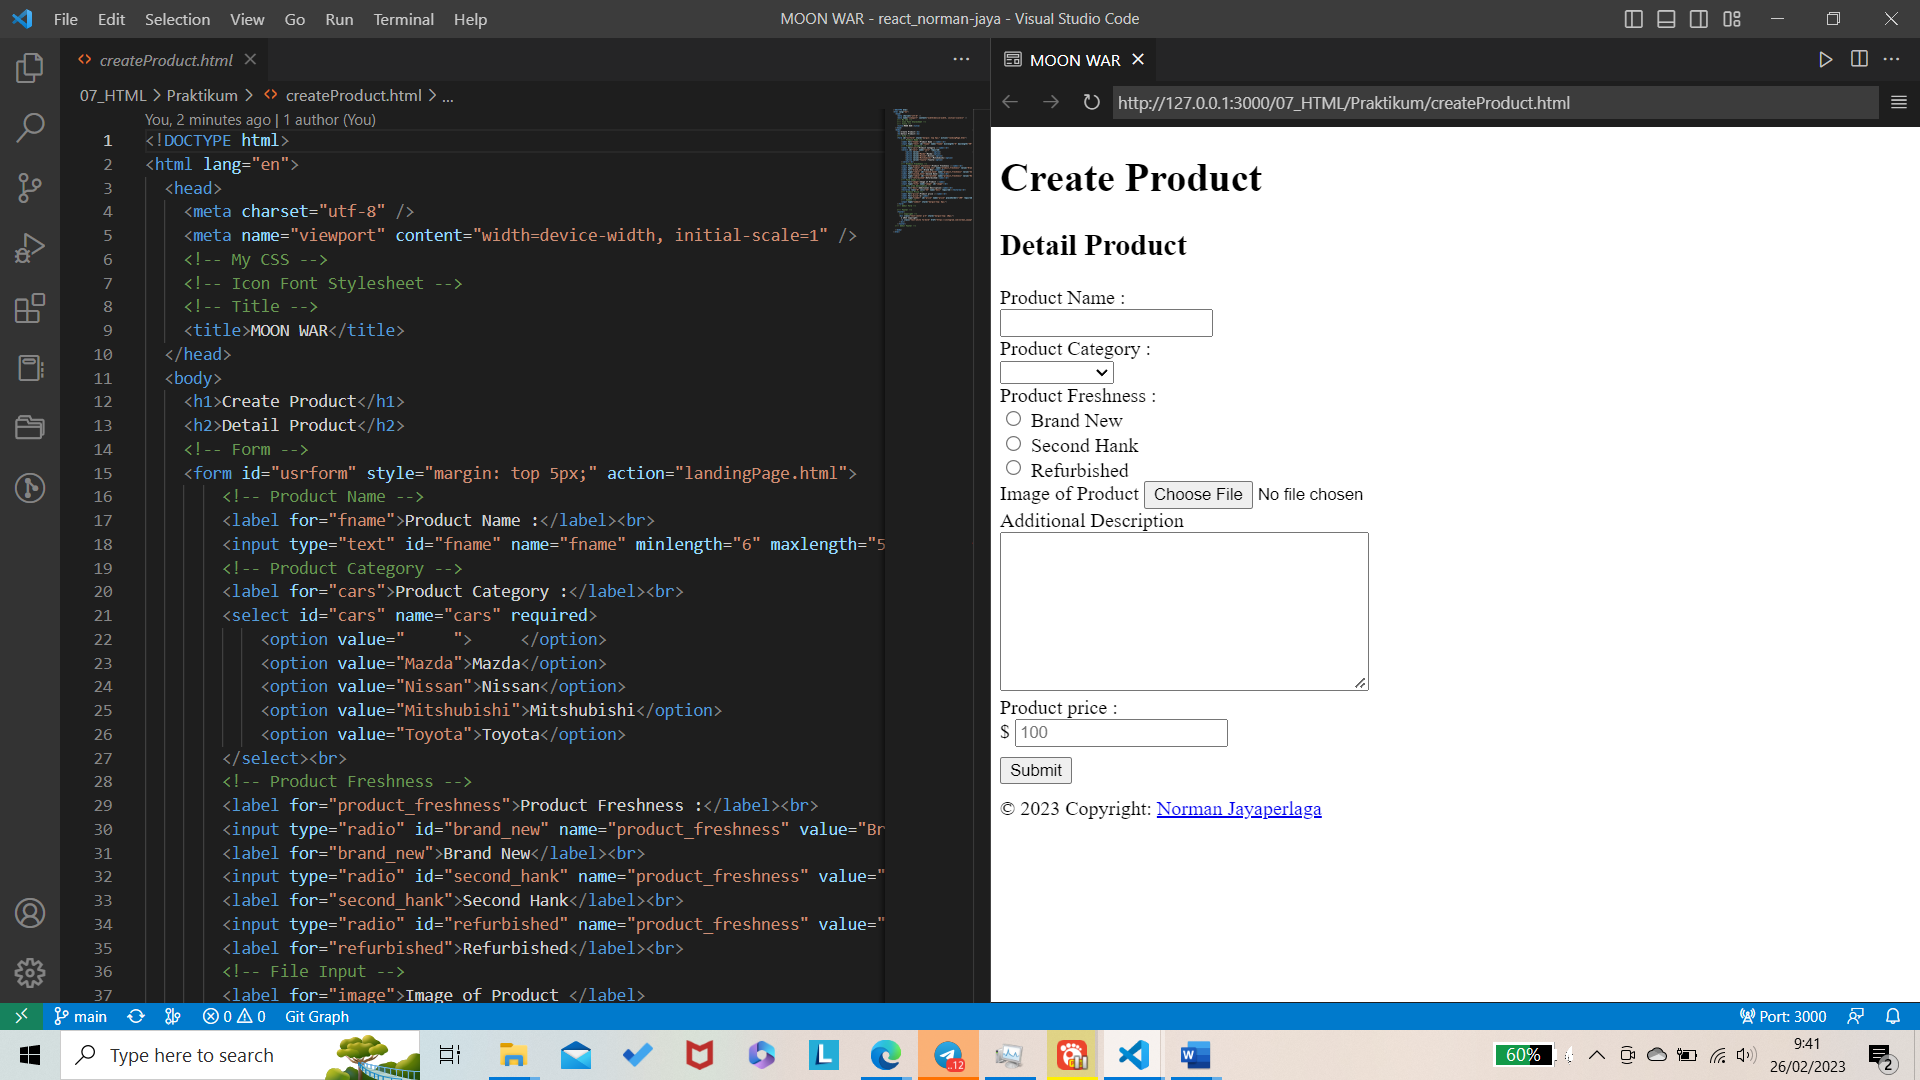 File Edit Selection View Go Run Terminal Help
MOON WAR - react_norman-jaya - Visual Studio Code
createProduct.html
07_HTML > Praktikum > createProduct.html > ...
You, 2 minutes ago | 1 author (You)
1 <!DOCTYPE html>
2 <html lang="en">
3 <head>
4 <meta charset="utf-8" />
5 <meta name="viewport" content="width=device-width, initial-scale=1" />
6 <!-- My CSS -->
7 <!-- Icon Font Stylesheet -->
8 <!-- Title -->
9 <title>MOON WAR</title>
10 </head>
11 <body>
12 <h1>Create Product</h1>
13 <h2>Detail Product</h2>
14 <!-- Form -->
15 <form id="usrform" style="margin: top 5px;" action="landingPage.html">
16 <!-- Product Name -->
17 <label for="fname">Product Name :</label><br>
18 <input type="text" id="fname" name="fname" minlength="6" maxlength="5
19 <!-- Product Category -->
20 <label for="cars">Product Category :</label><br>
21 <select id="cars" name="cars" required>
22 <option value="     ">     </option>
23 <option value="Mazda">Mazda</option>
24 <option value="Nissan">Nissan</option>
25 <option value="Mitshubishi">Mitshubishi</option>
26 <option value="Toyota">Toyota</option>
27 </select><br>
28 <!-- Product Freshness -->
29 <label for="product_freshness">Product Freshness :</label><br>
30 <input type="radio" id="brand_new" name="product_freshness" value="Br
31 <label for="brand_new">Brand New</label><br>
32 <input type="radio" id="second_hank" name="product_freshness" value="
33 <label for="second_hank">Second Hank</label><br>
34 <input type="radio" id="refurbished" name="product_freshness" value="
35 <label for="refurbished">Refurbished</label><br>
36 <!-- File Input -->
37 <label for="image">Image of Product </label>
MOON WAR
http://127.0.0.1:3000/07_HTML/Praktikum/createProduct.html
Create Product
Detail Product
Product Name :
Product Category :
Product Freshness :
Brand New
Second Hank
Refurbished
Image of Product Choose File No file chosen
Additional Description
Product price :
$ 100
Submit
© 2023 Copyright: Norman Jayaperlaga
main 0 0 Git Graph
Port: 3000
Type here to search
12
60%
9:41
26/02/2023
2